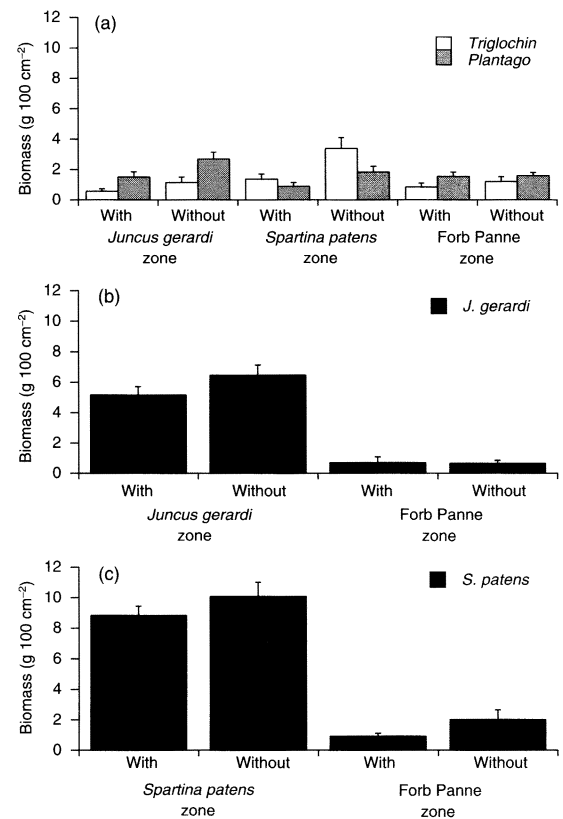 (a)
Triglochin
Plantago
Biomass (g 100 cm⁻²)
12
10
8
6
4
2
0
With Without With Without With Without
Juncus gerardi Spartina patens Forb Panne
zone zone zone
(b)
J. gerardi
Biomass (g 100 cm⁻²)
12
10
8
6
4
2
0
With Without With Without
Juncus gerardi Forb Panne
zone zone
(c)
S. patens
Biomass (g 100 cm⁻²)
12
10
8
6
4
2
0
With Without With Without
Spartina patens Forb Panne
zone zone